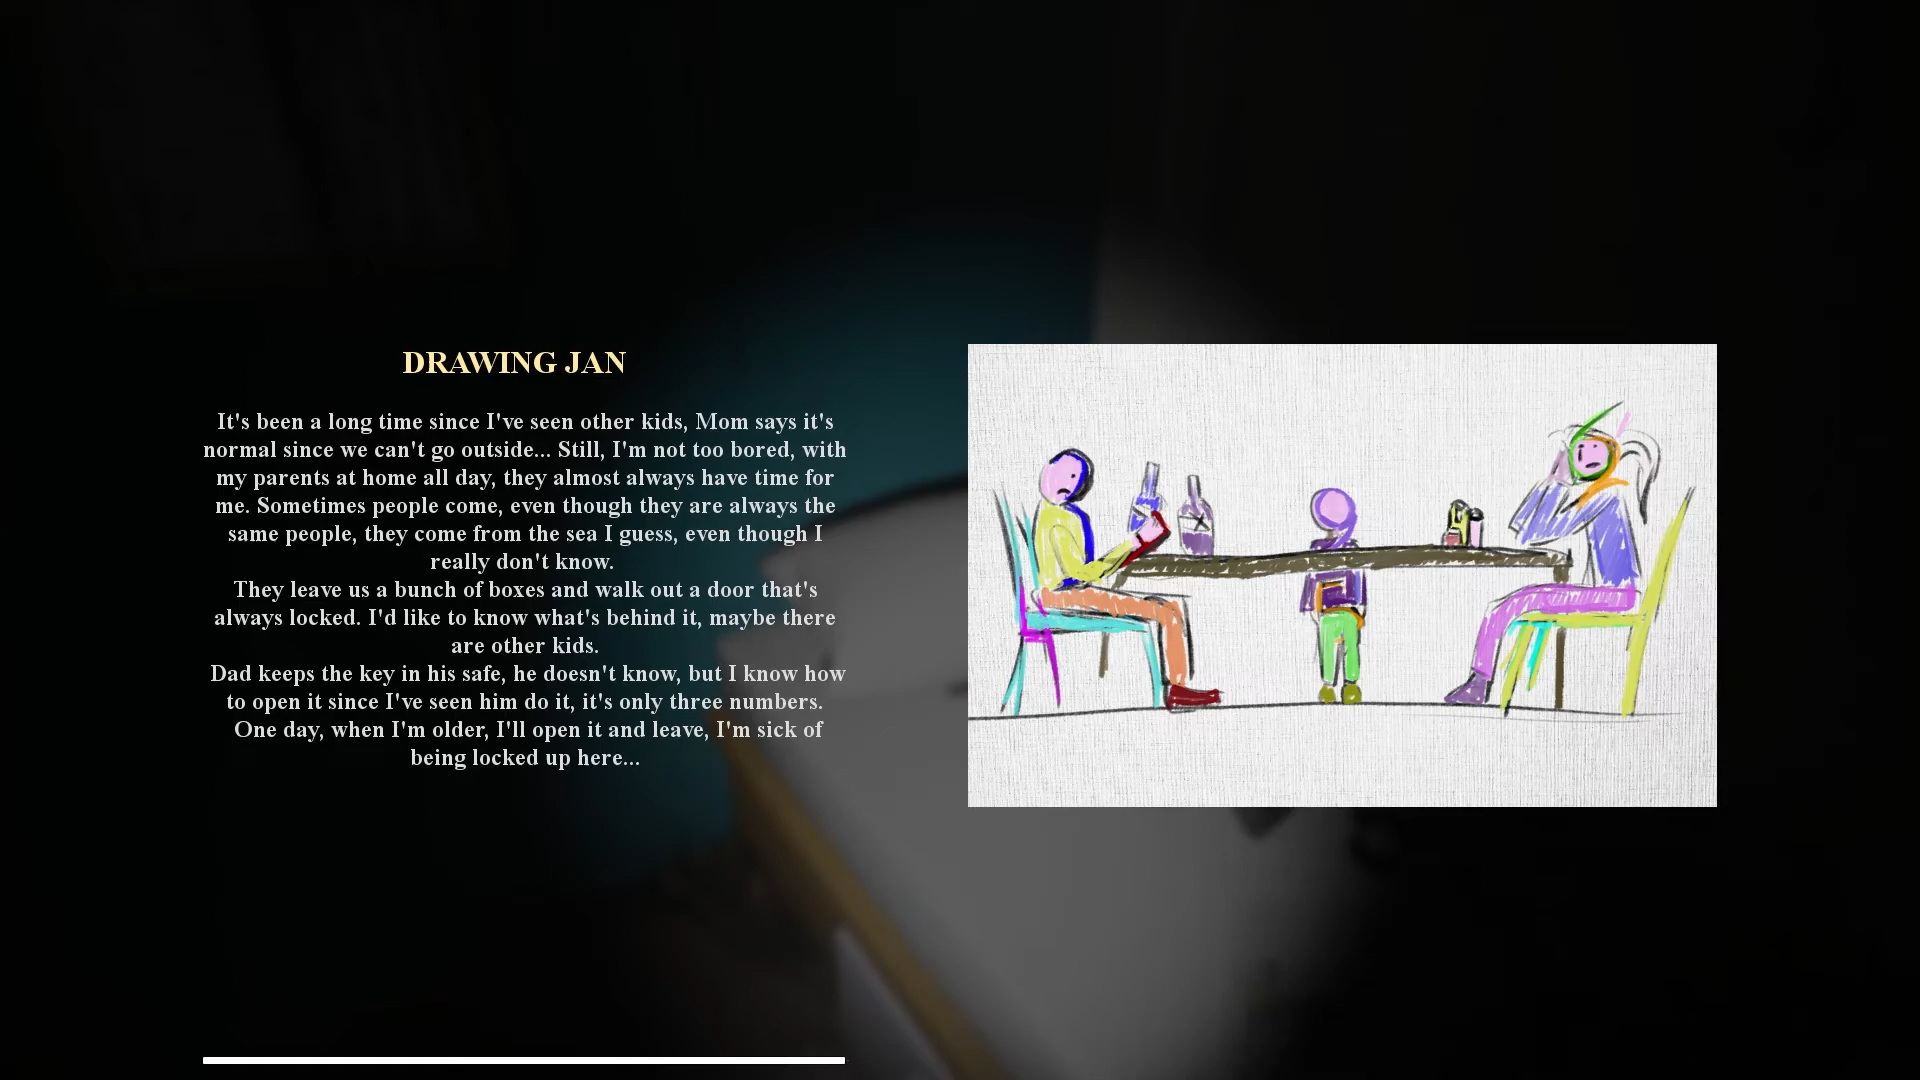 DRAWING JAN
It's been a long time since I've seen other kids, Mom says it's
normal since we can't go outside... Still, I'm not too bored, with
my parents at home all day, they almost always have time for
me. Sometimes people come, even though they are always the
same people, they come from the sea I guess, even though I
really don't know.
They leave us a bunch of boxes and walk out a door that's
always locked. I'd like to know what's behind it, maybe there
are other kids.
Dad keeps the key in his safe, he doesn't know, but I know how
to open it since I've seen him do it, it's only three numbers.
One day, when I'm older, I'll open it and leave, I'm sick of
being locked up here...